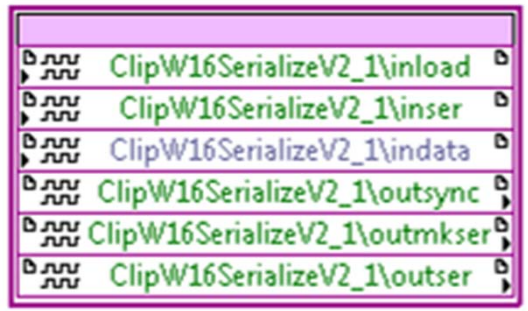 ClipW16SerializeV2_1\inload
ClipW16SerializeV2_1\inser
ClipW16SerializeV2_1\indata
ClipW16SerializeV2_1\outsync
ClipW16SerializeV2_1\outmkser
ClipW16SerializeV2_1\outser